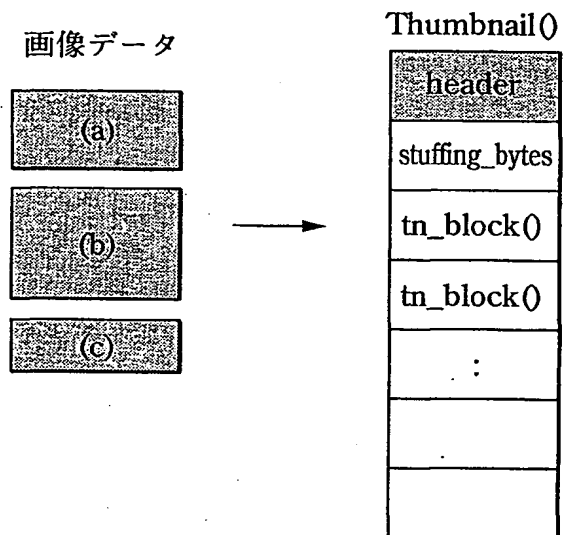 画像データ
(a)
(b)
(c)
Thumbnail()
header
stuffing_bytes
tn_block()
tn_block()
: